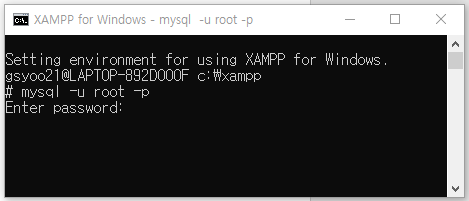 XAMPP for Windows - mysql  -u root -p
Setting environment for using XAMPP for Windows.
gsyoo21@LAPTOP-892D000F c:₩xampp
# mysql -u root -p
Enter password: